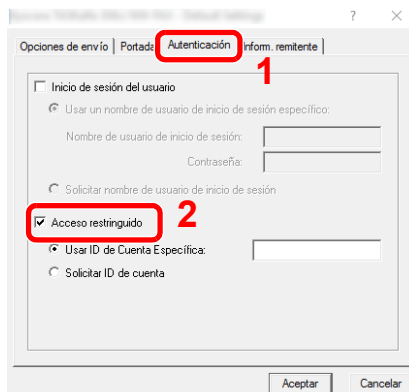 Default Settings
?
Opciones de envío
Portada
Autenticación
Inform. remitente
1
Inicio de sesión del usuario
Usar un nombre de usuario de inicio de sesión específico:
Nombre de usuario de inicio de sesión:
Contraseña:
Solicitar nombre de usuario de inicio de sesión
Acceso restringuido
2
Usar ID de Cuenta Específica:
Solicitar ID de cuenta
Aceptar
Cancelar